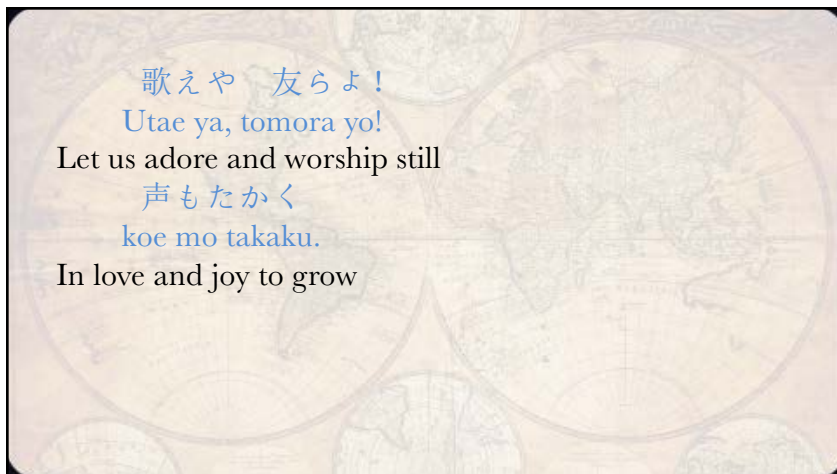 歌えや　友らよ！
Utae ya, tomora yo!
Let us adore and worship still
声もたかく
koe mo takaku.
In love and joy to grow